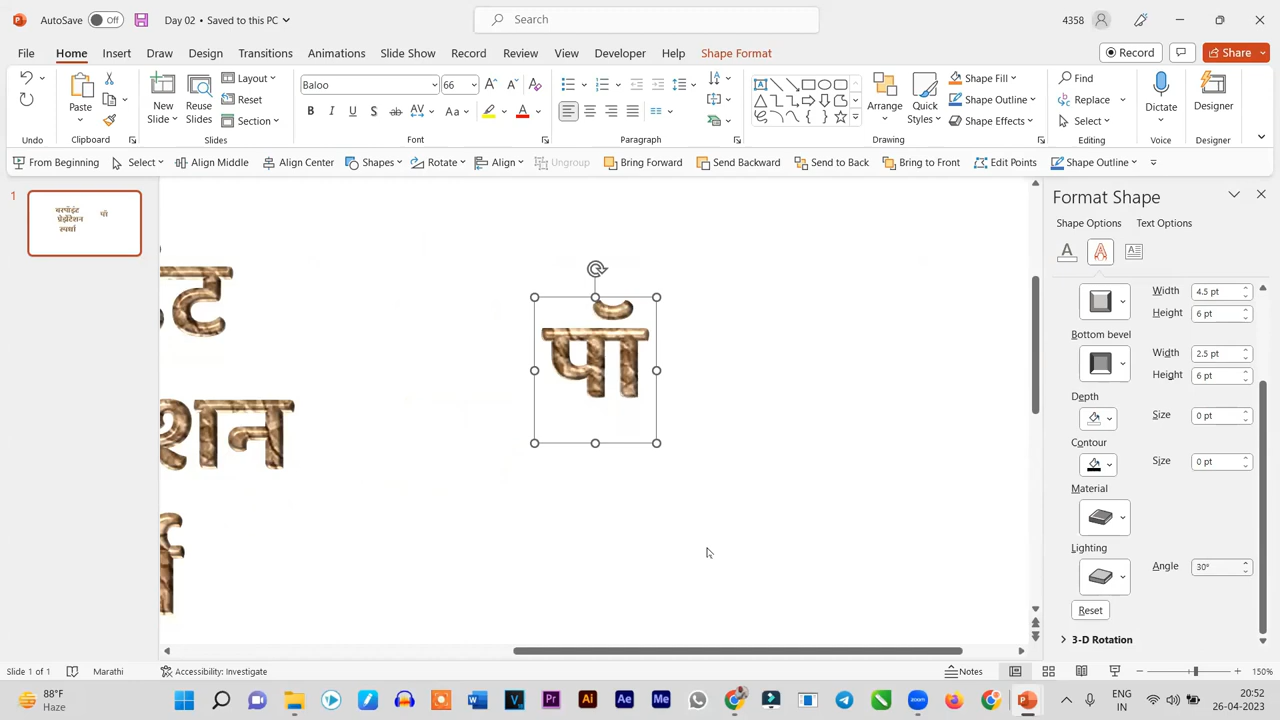 AutoSave Off Day 02 • Saved to this PC Search 4358
File Home Insert Draw Design Transitions Animations Slide Show Record Review View Developer Help Shape Format Record Share
Paste New Slide Reuse Slides Layout Reset Section Baloo 66 Arrange Quick Styles Shape Fill Shape Outline Shape Effects Find Replace Select Dictate Designer
Undo Clipboard Slides Font Paragraph Drawing Editing Voice Designer
From Beginning Select Align Middle Align Center Shapes Rotate Align Ungroup Bring Forward Send Backward Send to Back Bring to Front Edit Points Shape Outline
1
पॉ
शन
Format Shape
Shape Options Text Options
Width 4.5 pt
Height 6 pt
Bottom bevel
Width 2.5 pt
Height 6 pt
Depth
Size 0 pt
Contour
Size 0 pt
Material
Lighting
Angle 30°
Reset
3-D Rotation
Slide 1 of 1 Marathi Accessibility: Investigate Notes 150%
88°F
Haze
ENG
IN
20:52
26-04-2023